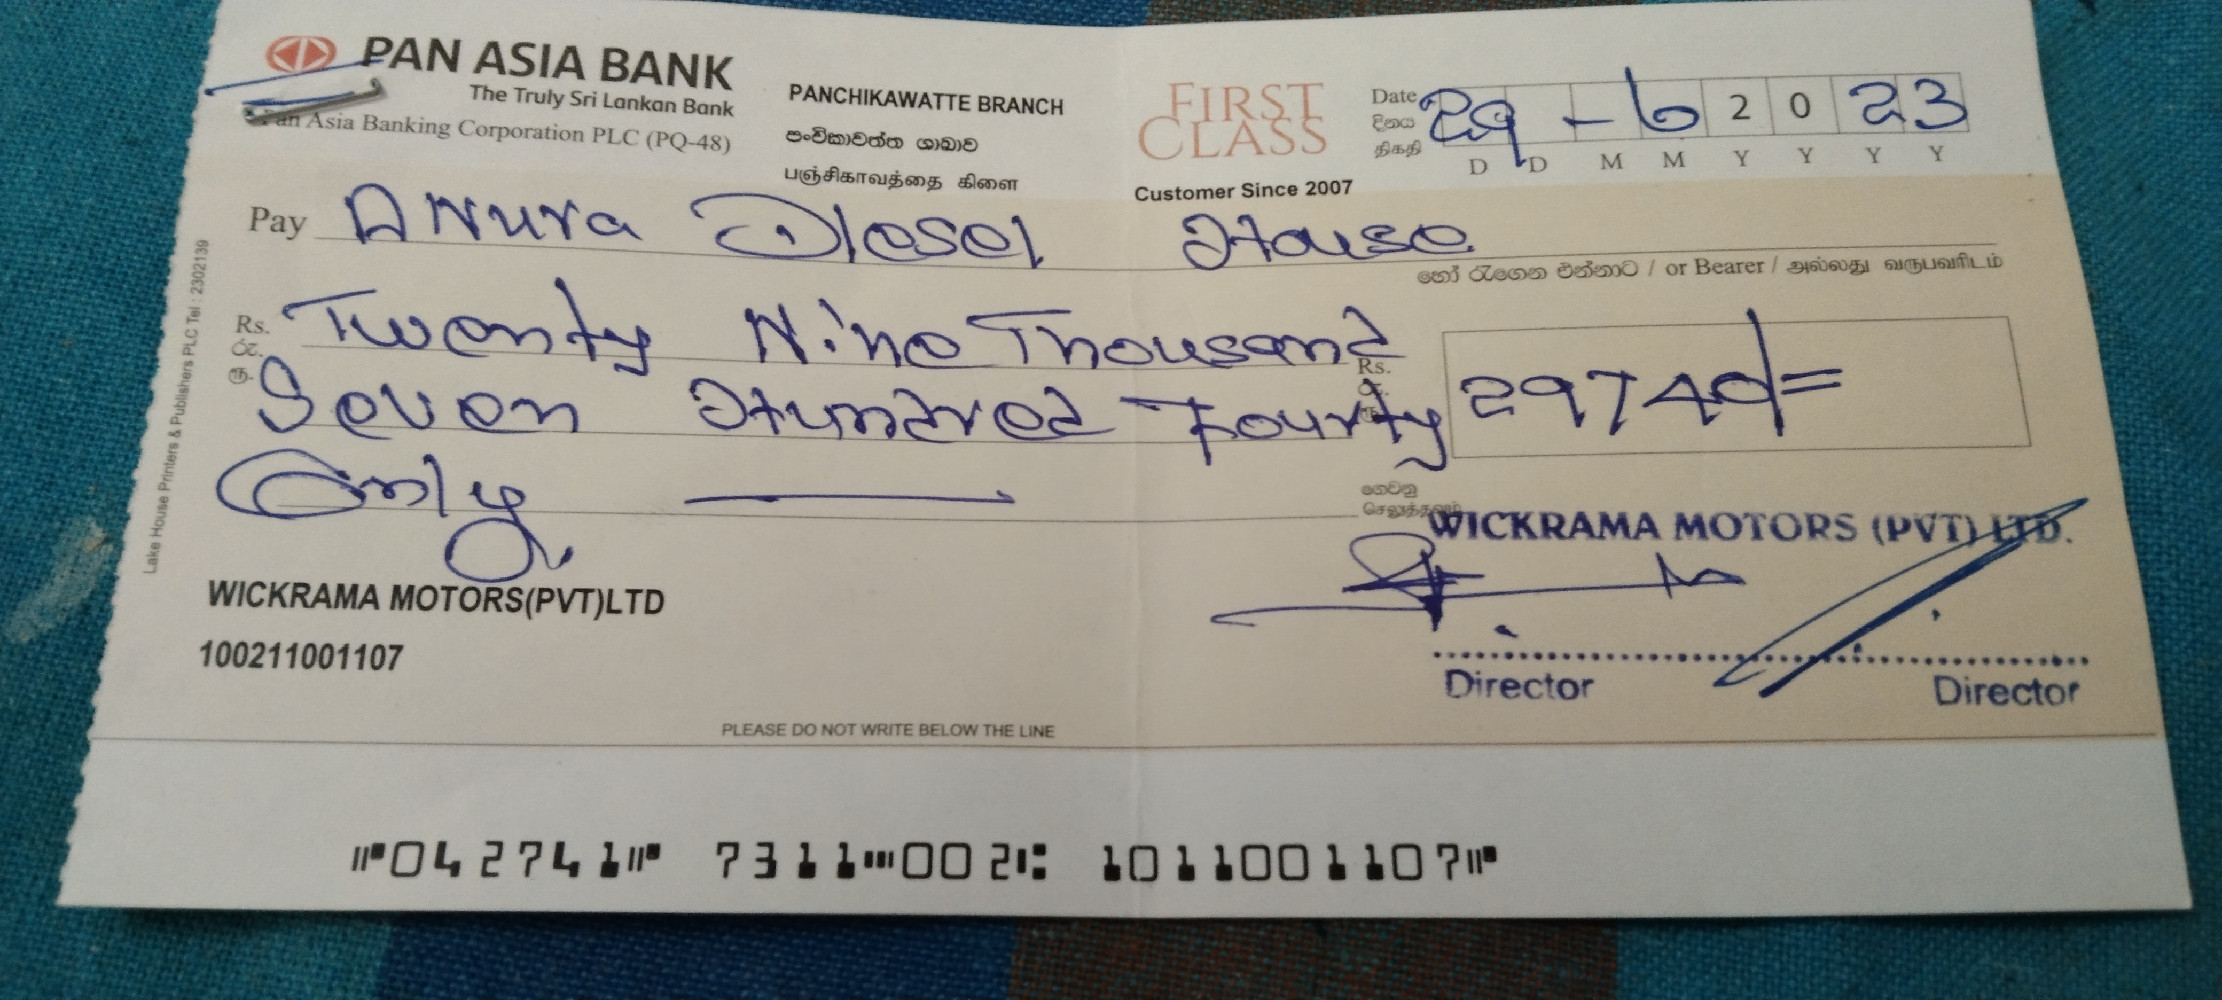 PAN ASIA BANK
The Truly Sri Lankan Bank
Pan Asia Banking Corporation PLC (PQ-48)
PANCHIKAWATTE BRANCH
පංචිකාවත්ත ශාඛාව
பஞ்சிகாவத்தை கிளை
FIRST
CLASS
Customer Since 2007
Date 29 - 6 2 0 23
දිනය
திகதி
D D M M Y Y Y Y
Pay Anura Diesel House
හෝ රැගෙන එන්නාට / or Bearer / அல்லது வருபவரிடம்
Rs. Twenty Nine Thousand
රු.
ரூ.
Seven Hundred Fourty
Only
Rs.
රු.
ரூ.
29740/=
ගෙවනු
செலுத்தவும்
WICKRAMA MOTORS (PVT) LTD.
Director Director
WICKRAMA MOTORS(PVT)LTD
100211001107
PLEASE DO NOT WRITE BELOW THE LINE
⑈042741⑈ 7311⑉002⑆ 1011001107⑈
Lake House Printers & Publishers PLC Tel : 2302139